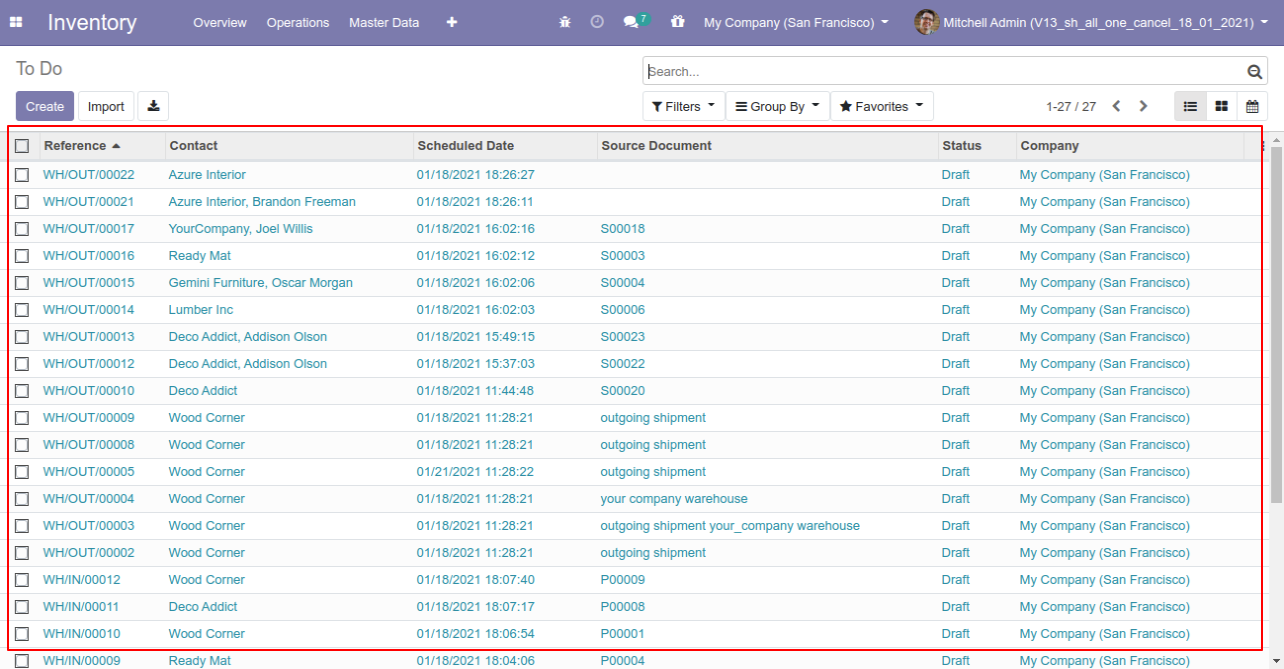 Inventory Overview Operations Master Data 7 My Company (San Francisco) Mitchell Admin (V13_sh_all_one_cancel_18_01_2021)
To Do Search...
Create Import Filters Group By Favorites 1-27 / 27
Reference Contact Scheduled Date Source Document Status Company
WH/OUT/00022 Azure Interior 01/18/2021 18:26:27 Draft My Company (San Francisco)
WH/OUT/00021 Azure Interior, Brandon Freeman 01/18/2021 18:26:11 Draft My Company (San Francisco)
WH/OUT/00017 YourCompany, Joel Willis 01/18/2021 16:02:16 S00018 Draft My Company (San Francisco)
WH/OUT/00016 Ready Mat 01/18/2021 16:02:12 S00003 Draft My Company (San Francisco)
WH/OUT/00015 Gemini Furniture, Oscar Morgan 01/18/2021 16:02:06 S00004 Draft My Company (San Francisco)
WH/OUT/00014 Lumber Inc 01/18/2021 16:02:03 S00006 Draft My Company (San Francisco)
WH/OUT/00013 Deco Addict, Addison Olson 01/18/2021 15:49:15 S00023 Draft My Company (San Francisco)
WH/OUT/00012 Deco Addict, Addison Olson 01/18/2021 15:37:03 S00022 Draft My Company (San Francisco)
WH/OUT/00010 Deco Addict 01/18/2021 11:44:48 S00020 Draft My Company (San Francisco)
WH/OUT/00009 Wood Corner 01/18/2021 11:28:21 outgoing shipment Draft My Company (San Francisco)
WH/OUT/00008 Wood Corner 01/18/2021 11:28:21 outgoing shipment Draft My Company (San Francisco)
WH/OUT/00005 Wood Corner 01/21/2021 11:28:22 outgoing shipment Draft My Company (San Francisco)
WH/OUT/00004 Wood Corner 01/18/2021 11:28:21 your company warehouse Draft My Company (San Francisco)
WH/OUT/00003 Wood Corner 01/18/2021 11:28:21 outgoing shipment your_company warehouse Draft My Company (San Francisco)
WH/OUT/00002 Wood Corner 01/18/2021 11:28:21 outgoing shipment Draft My Company (San Francisco)
WH/IN/00012 Wood Corner 01/18/2021 18:07:40 P00009 Draft My Company (San Francisco)
WH/IN/00011 Deco Addict 01/18/2021 18:07:17 P00008 Draft My Company (San Francisco)
WH/IN/00010 Wood Corner 01/18/2021 18:06:54 P00001 Draft My Company (San Francisco)
WH/IN/00009 Ready Mat 01/18/2021 18:04:06 P00004 Draft My Company (San Francisco)